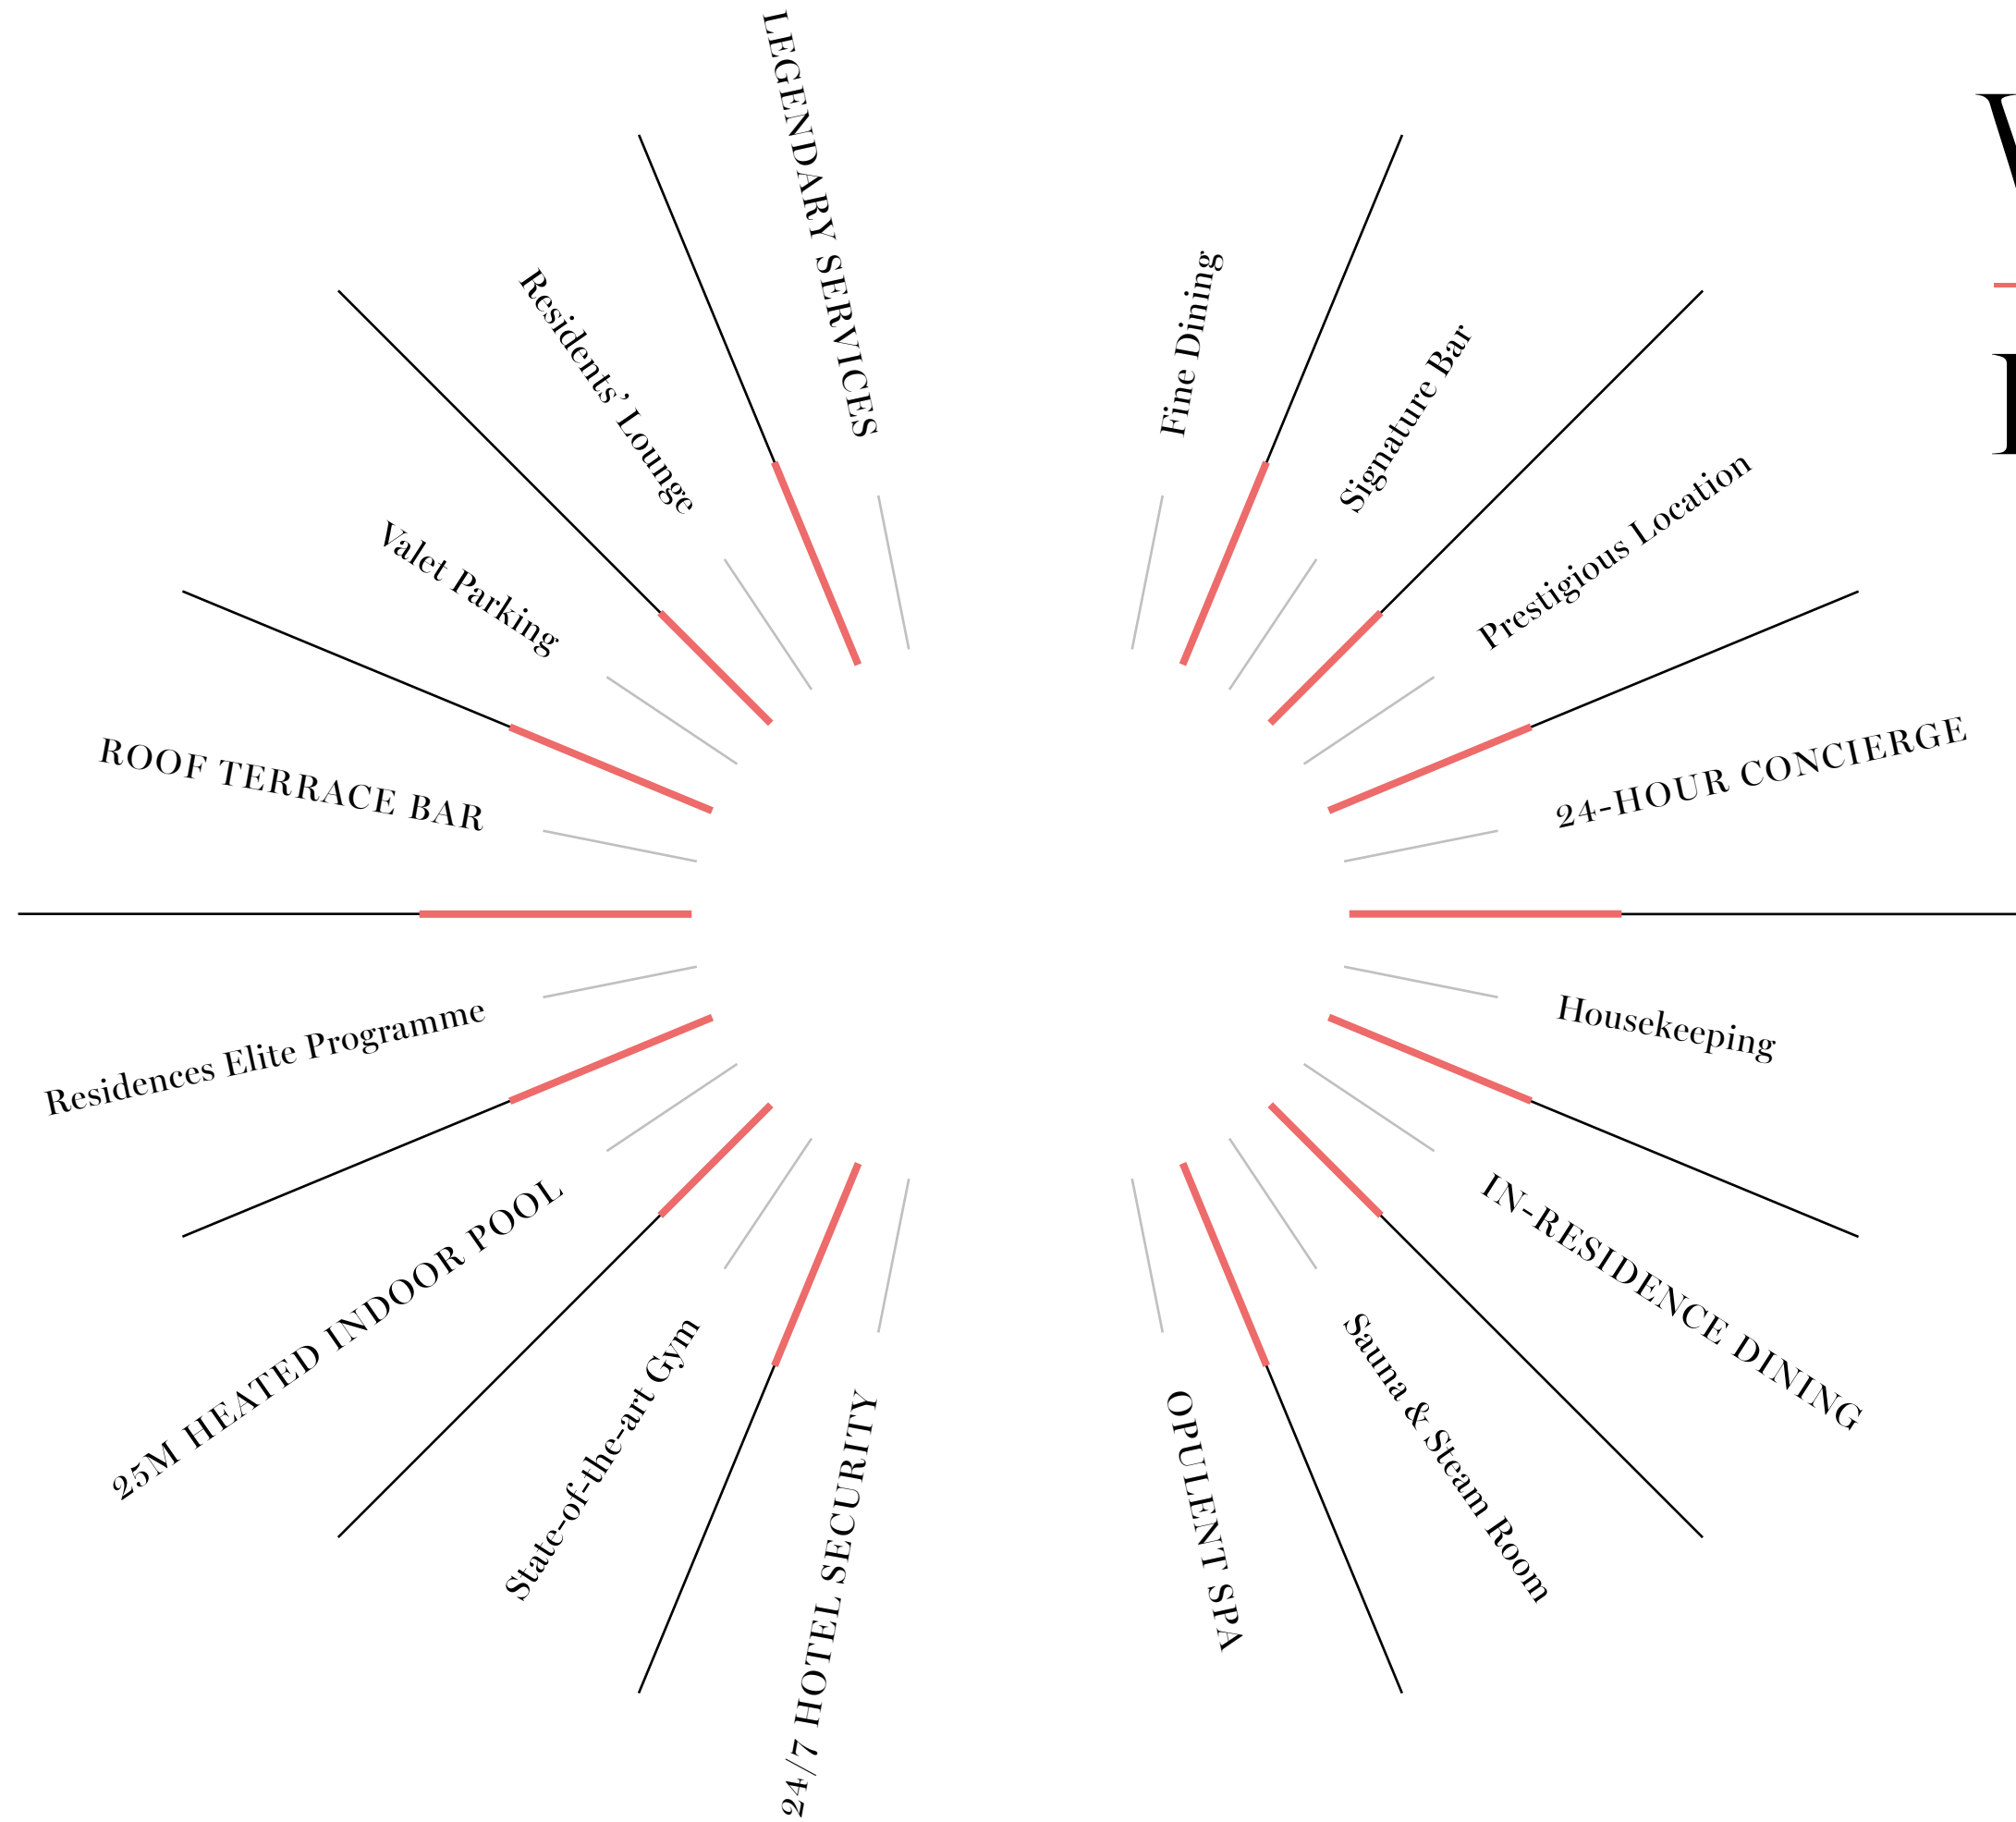 LEGENDARY SERVICES
Fine Dining
Signature Bar
Prestigious Location
24-HOUR CONCIERGE
Housekeeping
IN-RESIDENCE DINING
Sauna & Steam Room
OPULENT SPA
24/7 HOTEL SECURITY
State-of-the-art Gym
25M HEATED INDOOR POOL
Residences Elite Programme
ROOF TERRACE BAR
Valet Parking
Residents’ Lounge